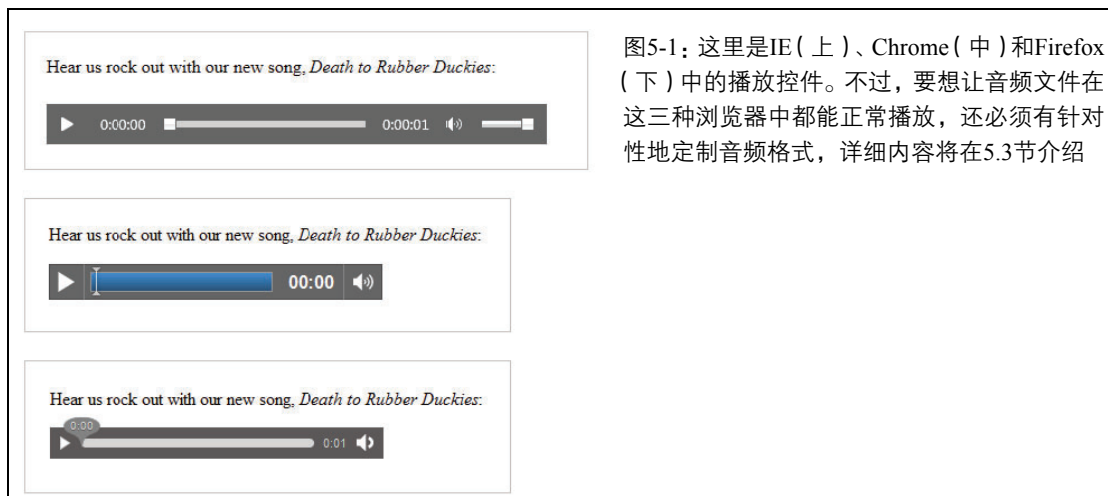 Hear us rock out with our new song, Death to Rubber Duckies:
0:00:00 0:00:01
Hear us rock out with our new song, Death to Rubber Duckies:
00:00
Hear us rock out with our new song, Death to Rubber Duckies:
0:00
0:01
图5-1：这里是IE（上）、Chrome（中）和Firefox
（下）中的播放控件。不过，要想让音频文件在
这三种浏览器中都能正常播放，还必须有针对
性地定制音频格式，详细内容将在5.3节介绍